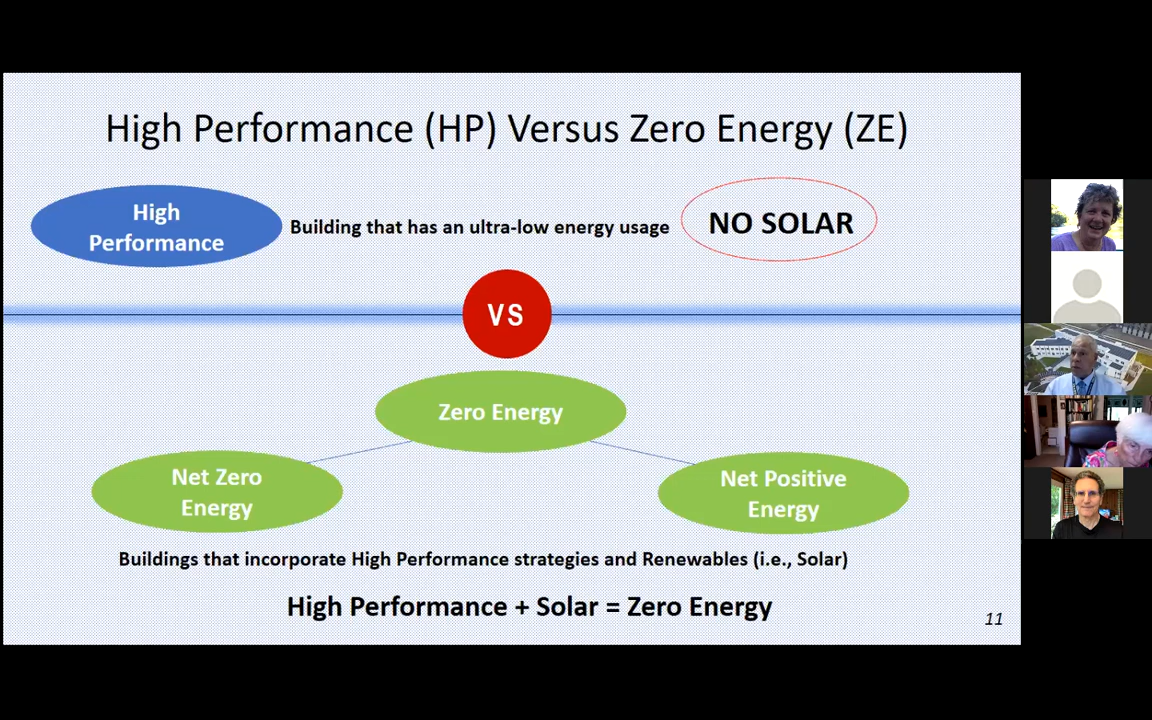 High Performance (HP) Versus Zero Energy (ZE)
High
Performance
Building that has an ultra-low energy usage
NO SOLAR
VS
Zero Energy
Net Zero
Energy
Net Positive
Energy
Buildings that incorporate High Performance strategies and Renewables (i.e., Solar)
High Performance + Solar = Zero Energy
11